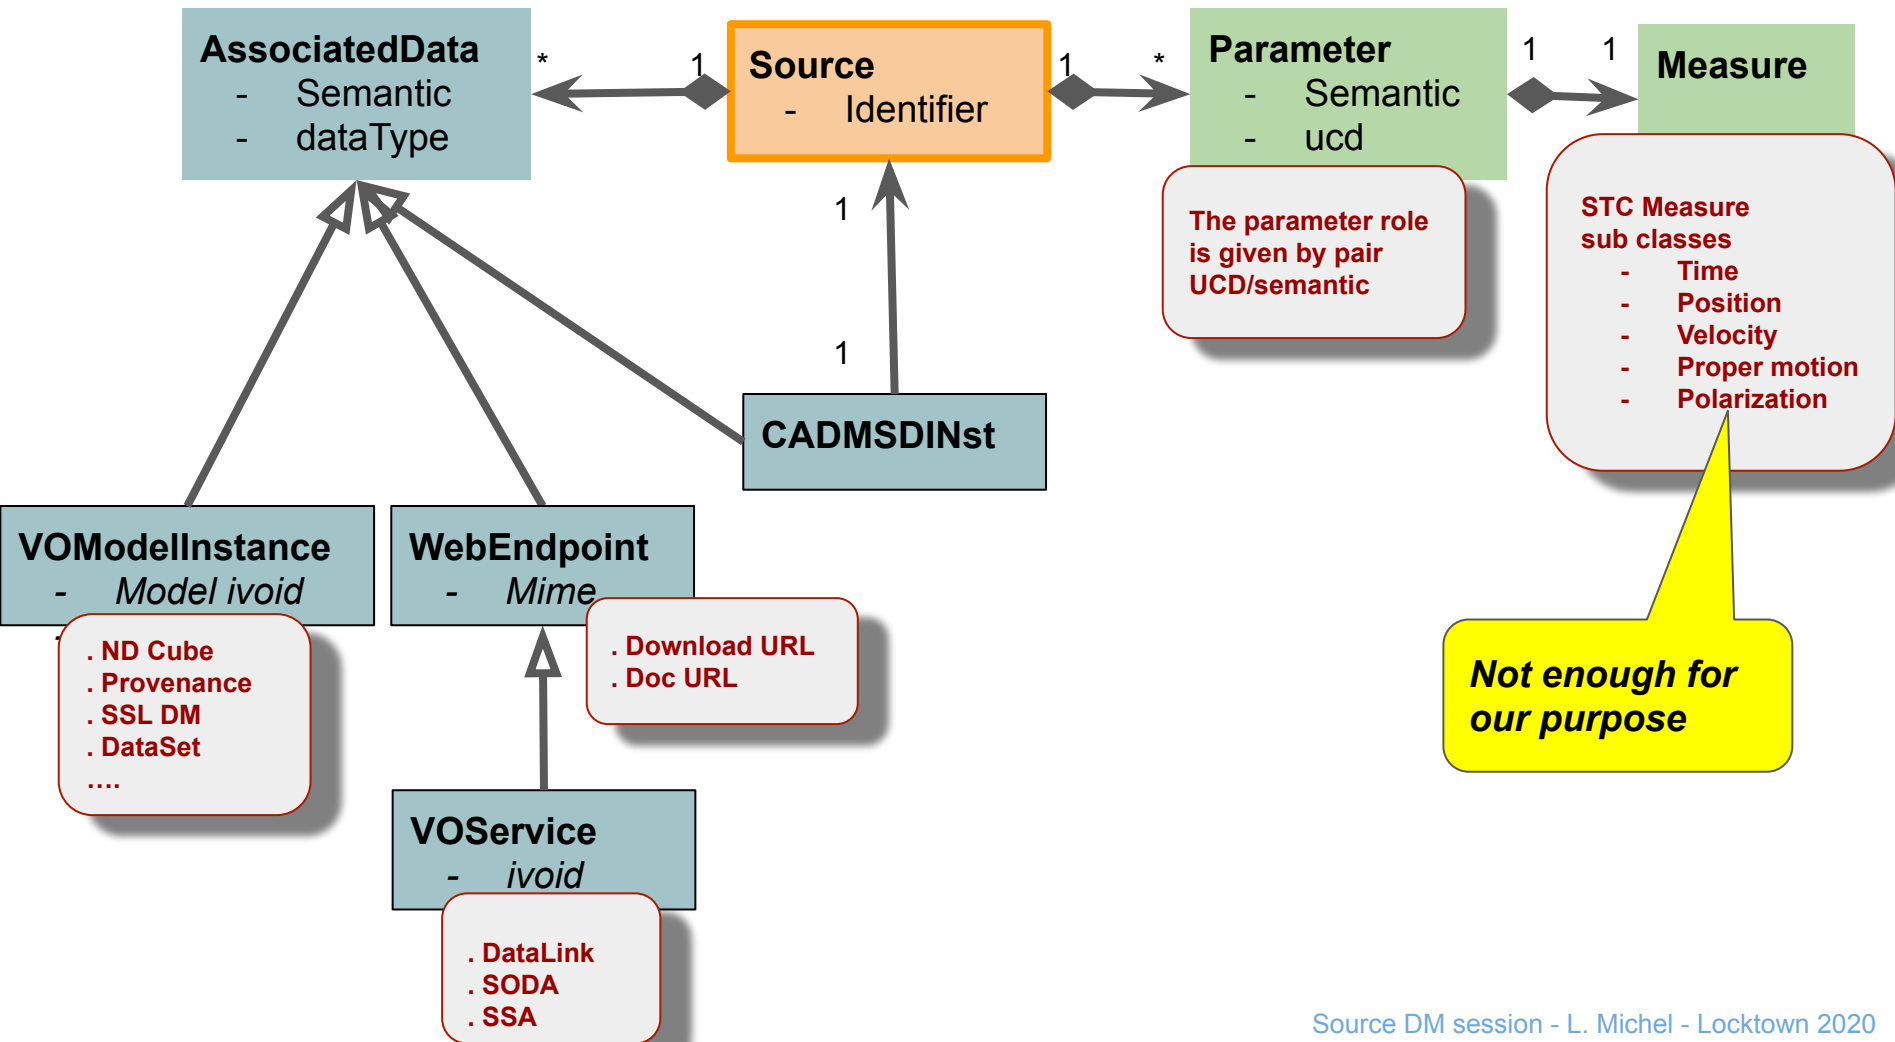 AssociatedData
- Semantic
- dataType
*
1
Source
- Identifier
1
*
Parameter
- Semantic
- ucd
1
1
Measure
The parameter role
is given by pair
UCD/semantic
STC Measure
sub classes
- Time
- Position
- Velocity
- Proper motion
- Polarization
1
1
CADMSDINst
VOModelInstance
- Model ivoid
-
. ND Cube
. Provenance
. SSL DM
. DataSet
....
WebEndpoint
- Mime
. Download URL
. Doc URL
Not enough for
our purpose
VOService
- ivoid
. DataLink
. SODA
. SSA
Source DM session - L. Michel - Locktown 2020